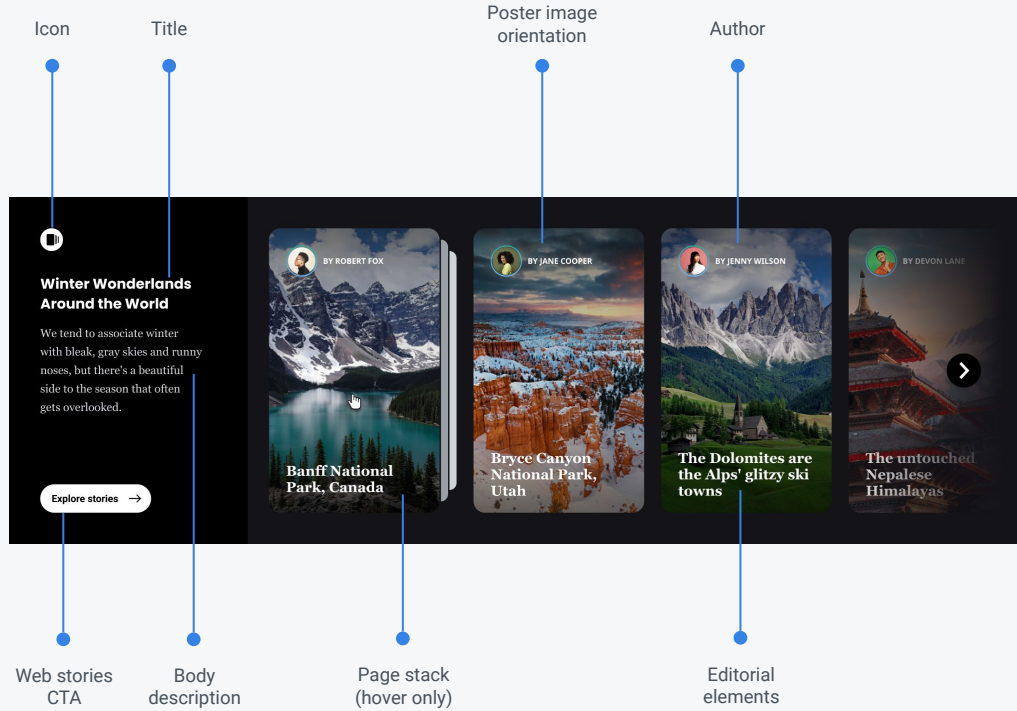 Icon
Title
Poster image
orientation
Author
Winter Wonderlands
Around the World
We tend to associate winter
with bleak, gray skies and runny
noses, but there's a beautiful
side to the season that often
gets overlooked.
Explore stories
BY ROBERT FOX
Banff National
Park, Canada
BY JANE COOPER
Bryce Canyon
National Park,
Utah
BY JENNY WILSON
The Dolomites are
the Alps' glitzy ski
towns
BY DEVON LANE
The untouched
Nepalese
Himalayas
Web stories
CTA
Body
description
Page stack
(hover only)
Editorial
elements